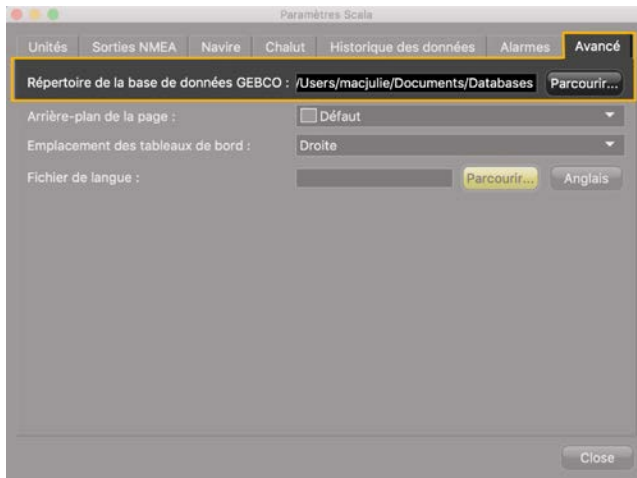 Paramètres Scala
Unités Sorties NMEA Navire Chalut Historique des données Alarmes Avancé
Répertoire de la base de données GEBCO : /Users/macjulie/Documents/Databases Parcourir...
Arrière-plan de la page : Défaut
Emplacement des tableaux de bord : Droite
Fichier de langue : Parcourir... Anglais
Close